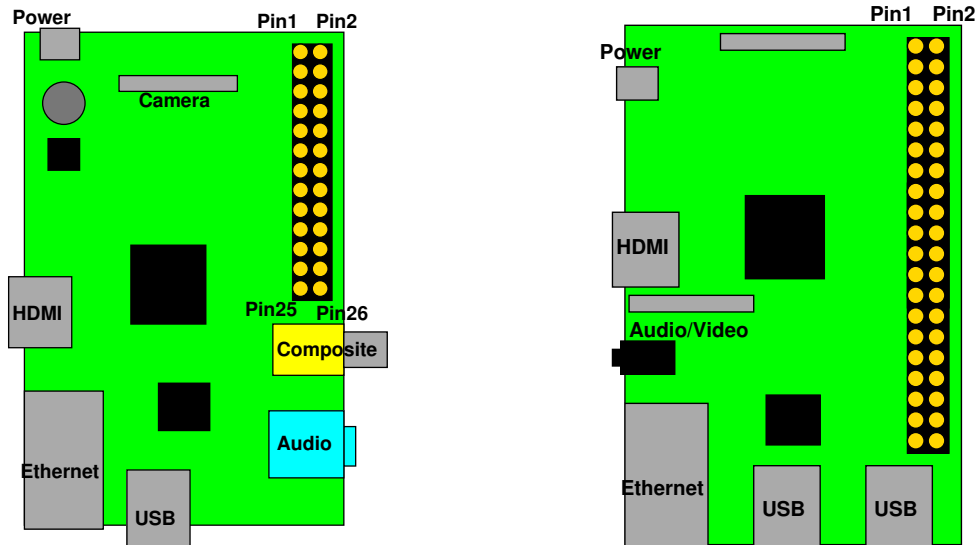 Power
Pin1 Pin2
Camera
HDMI
Pin25 Pin26
Composite
Audio
Ethernet
USB
Pin1 Pin2
Power
HDMI
Audio/Video
Ethernet
USB
USB